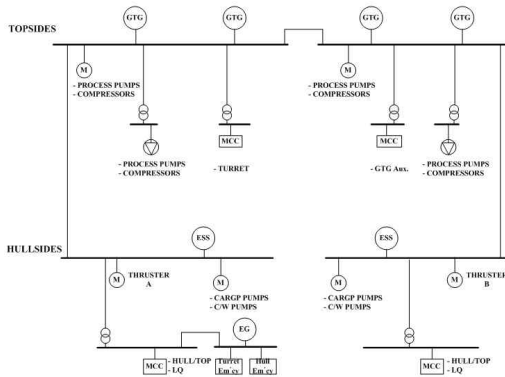 GTG GTG GTG GTG
TOPSIDES
M M
- PROCESS PUMPS
- COMPRESSORS
- PROCESS PUMPS
- COMPRESSORS
MCC MCC
- PROCESS PUMPS
- COMPRESSORS
- TURRET
- GTG Aux.
- PROCESS PUMPS
- COMPRESSORS
ESS ESS
HULLSIDES
M THRUSTER A
M
- CARGP PUMPS
- C/W PUMPS
M
- CARGP PUMPS
- C/W PUMPS
M THRUSTER B
EG
MCC - HULL/TOP
- LQ
Turret Em'cy
Hull Em'cy
MCC - HULL/TOP
- LQ